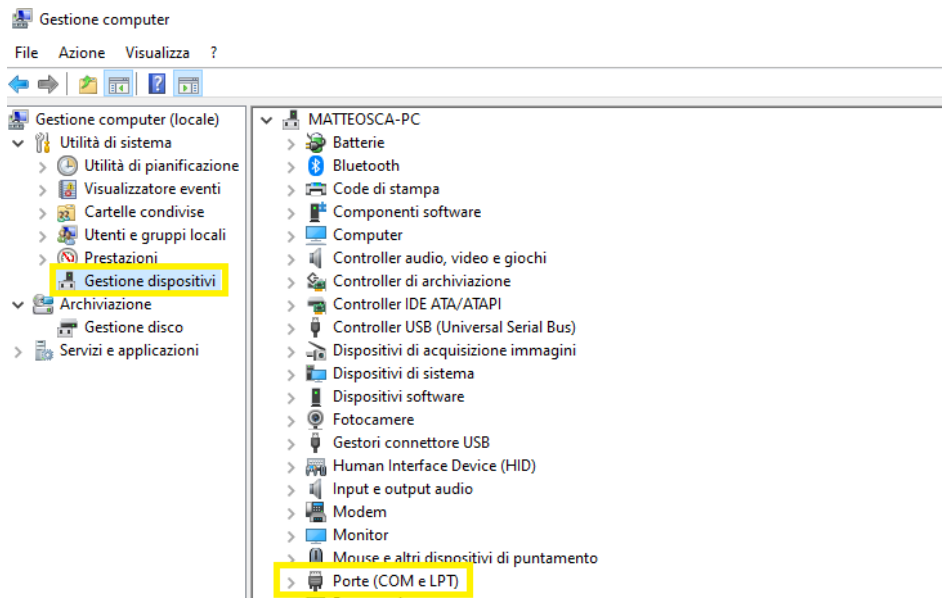 Gestione computer
File Azione Visualizza ?
Gestione computer (locale)
Utilità di sistema
Utilità di pianificazione
Visualizzatore eventi
Cartelle condivise
Utenti e gruppi locali
Prestazioni
Gestione dispositivi
Archiviazione
Gestione disco
Servizi e applicazioni
MATTEOSCA-PC
Batterie
Bluetooth
Code di stampa
Componenti software
Computer
Controller audio, video e giochi
Controller di archiviazione
Controller IDE ATA/ATAPI
Controller USB (Universal Serial Bus)
Dispositivi di acquisizione immagini
Dispositivi di sistema
Dispositivi software
Fotocamere
Gestori connettore USB
Human Interface Device (HID)
Input e output audio
Modem
Monitor
Mouse e altri dispositivi di puntamento
Porte (COM e LPT)